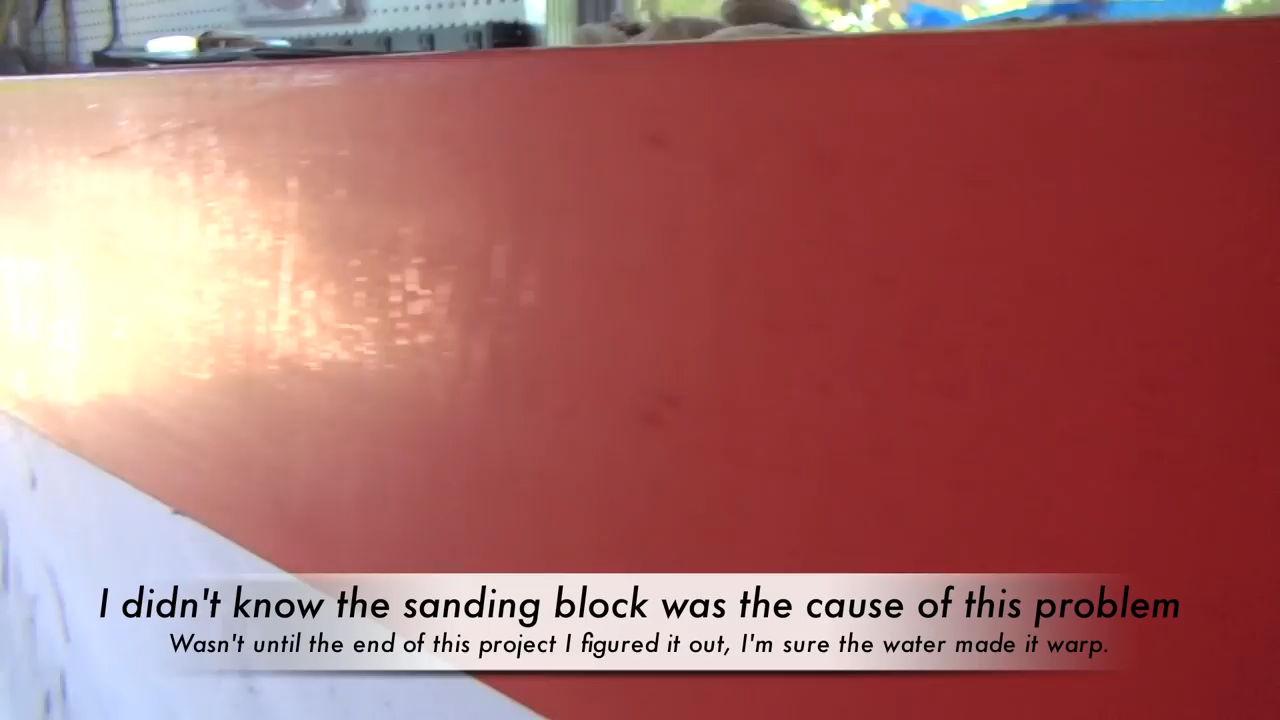 I didn't know the sanding block was the cause of this problem
Wasn't until the end of this project I figured it out, I'm sure the water made it warp.